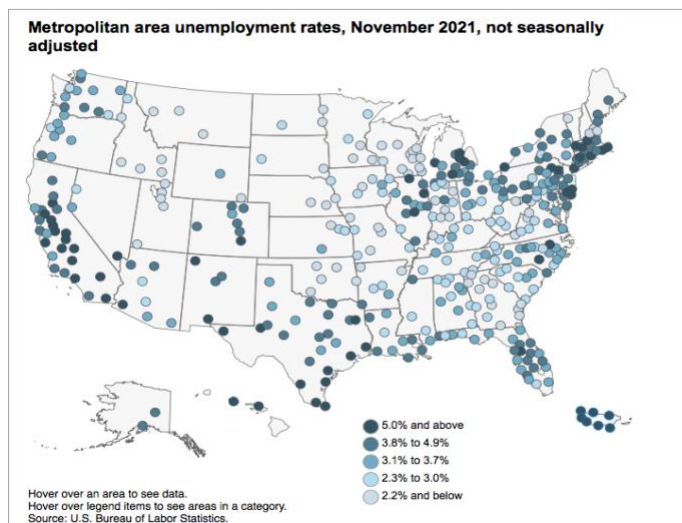 Metropolitan area unemployment rates, November 2021, not seasonally
adjusted
5.0% and above
3.8% to 4.9%
3.1% to 3.7%
2.3% to 3.0%
2.2% and below
Hover over an area to see data.
Hover over legend items to see areas in a category.
Source: U.S. Bureau of Labor Statistics.